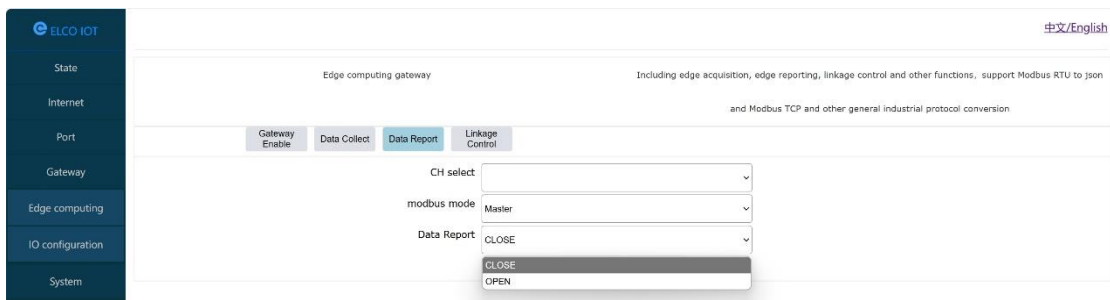 ELCO IOT
中文/English
State
Internet
Port
Gateway
Edge computing
IO configuration
System
Edge computing gateway
Including edge acquisition, edge reporting, linkage control and other functions, support Modbus RTU to json
and Modbus TCP and other general industrial protocol conversion
Gateway
Enable
Data Collect
Data Report
Linkage
Control
CH select
modbus mode Master
Data Report CLOSE
CLOSE
OPEN